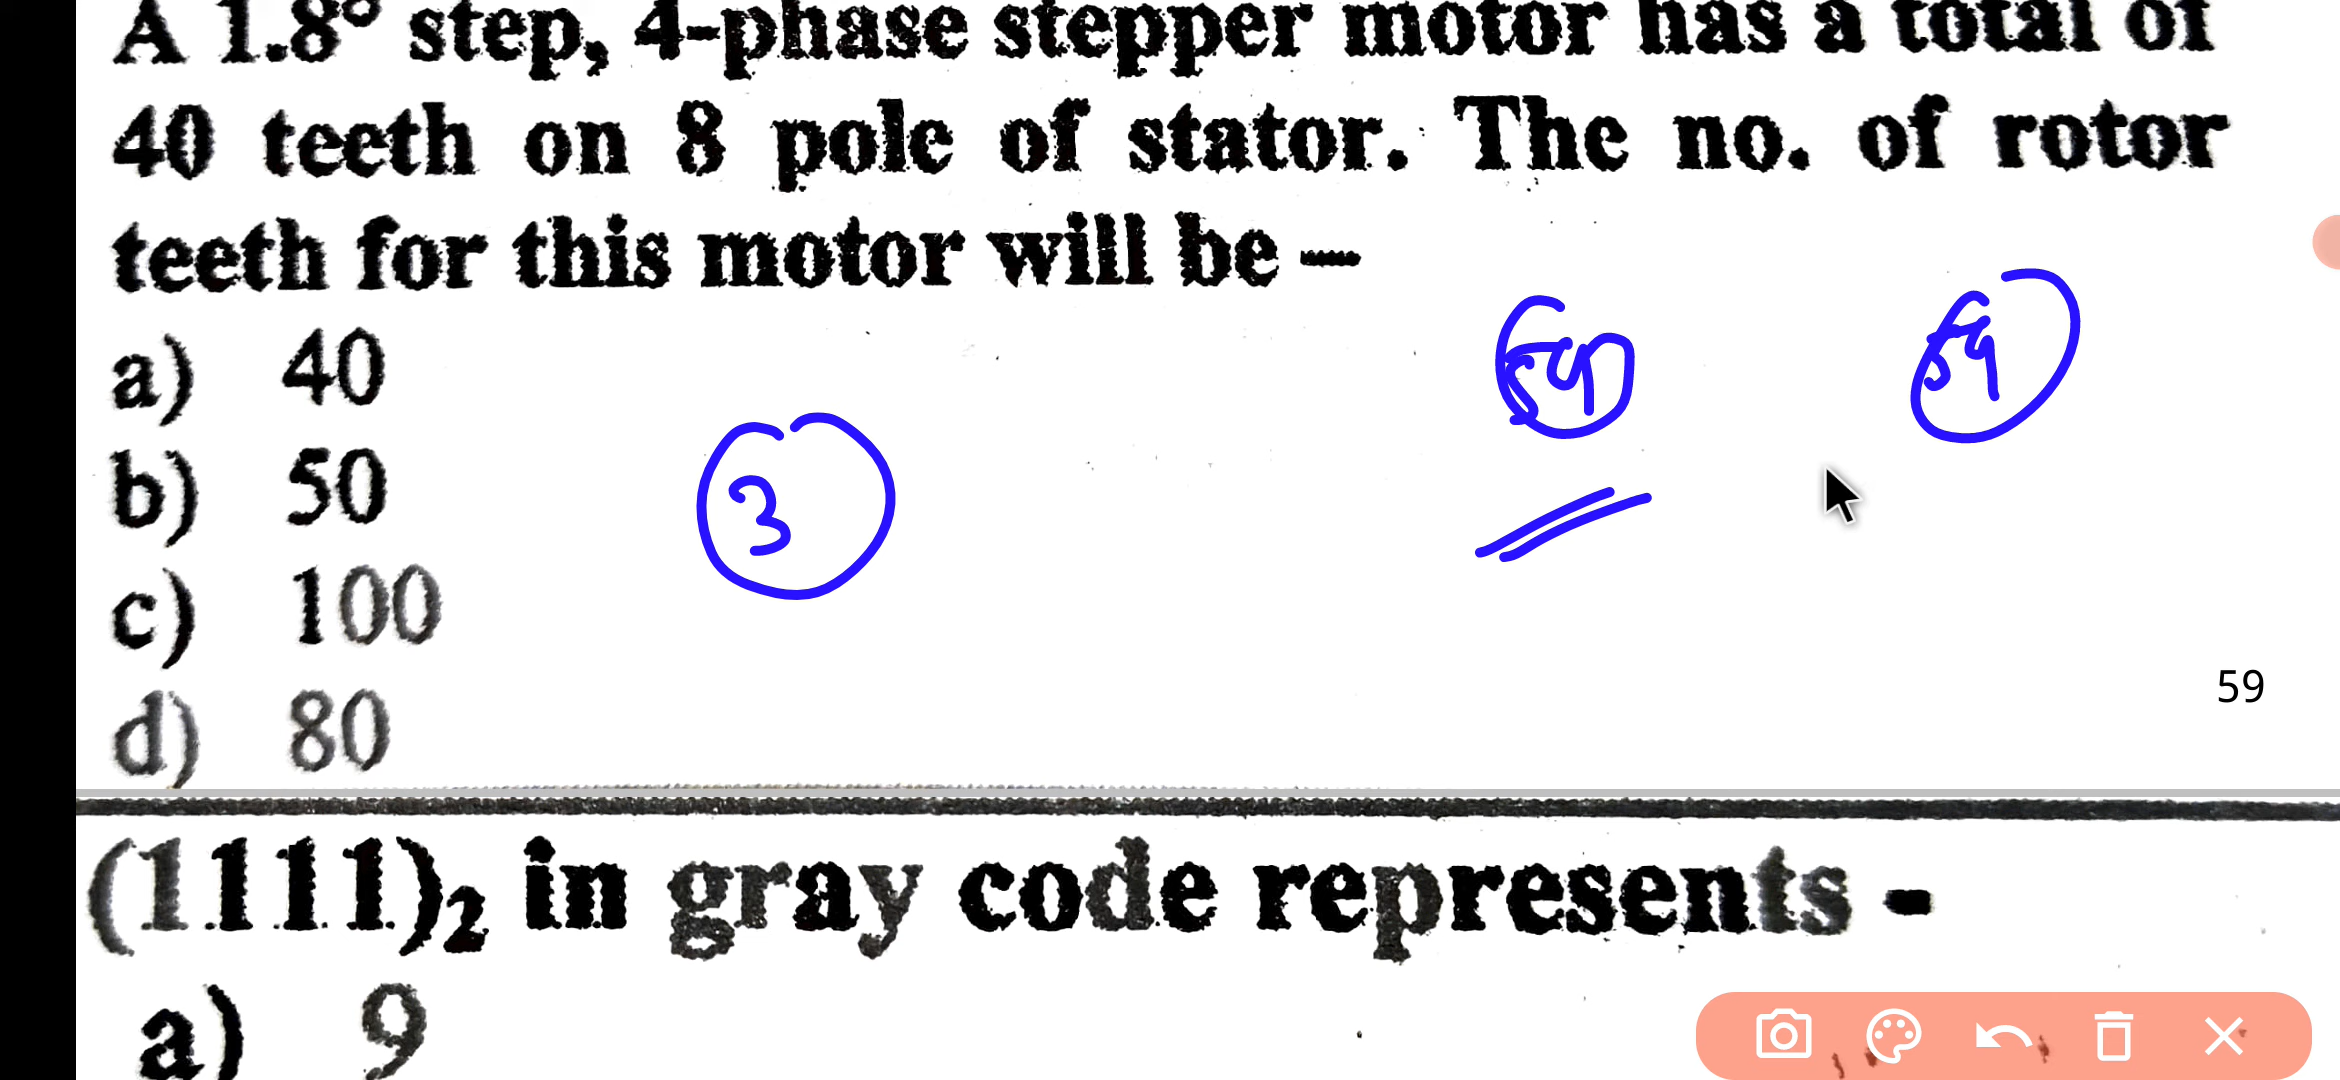 A 1.8° step, 4-phase stepper motor has a total of
40 teeth on 8 pole of stator. The no. of rotor
teeth for this motor will be –
a) 40
b) 50
c) 100
d) 80
3
59
(1111)₂ in gray code represents -
a) 9